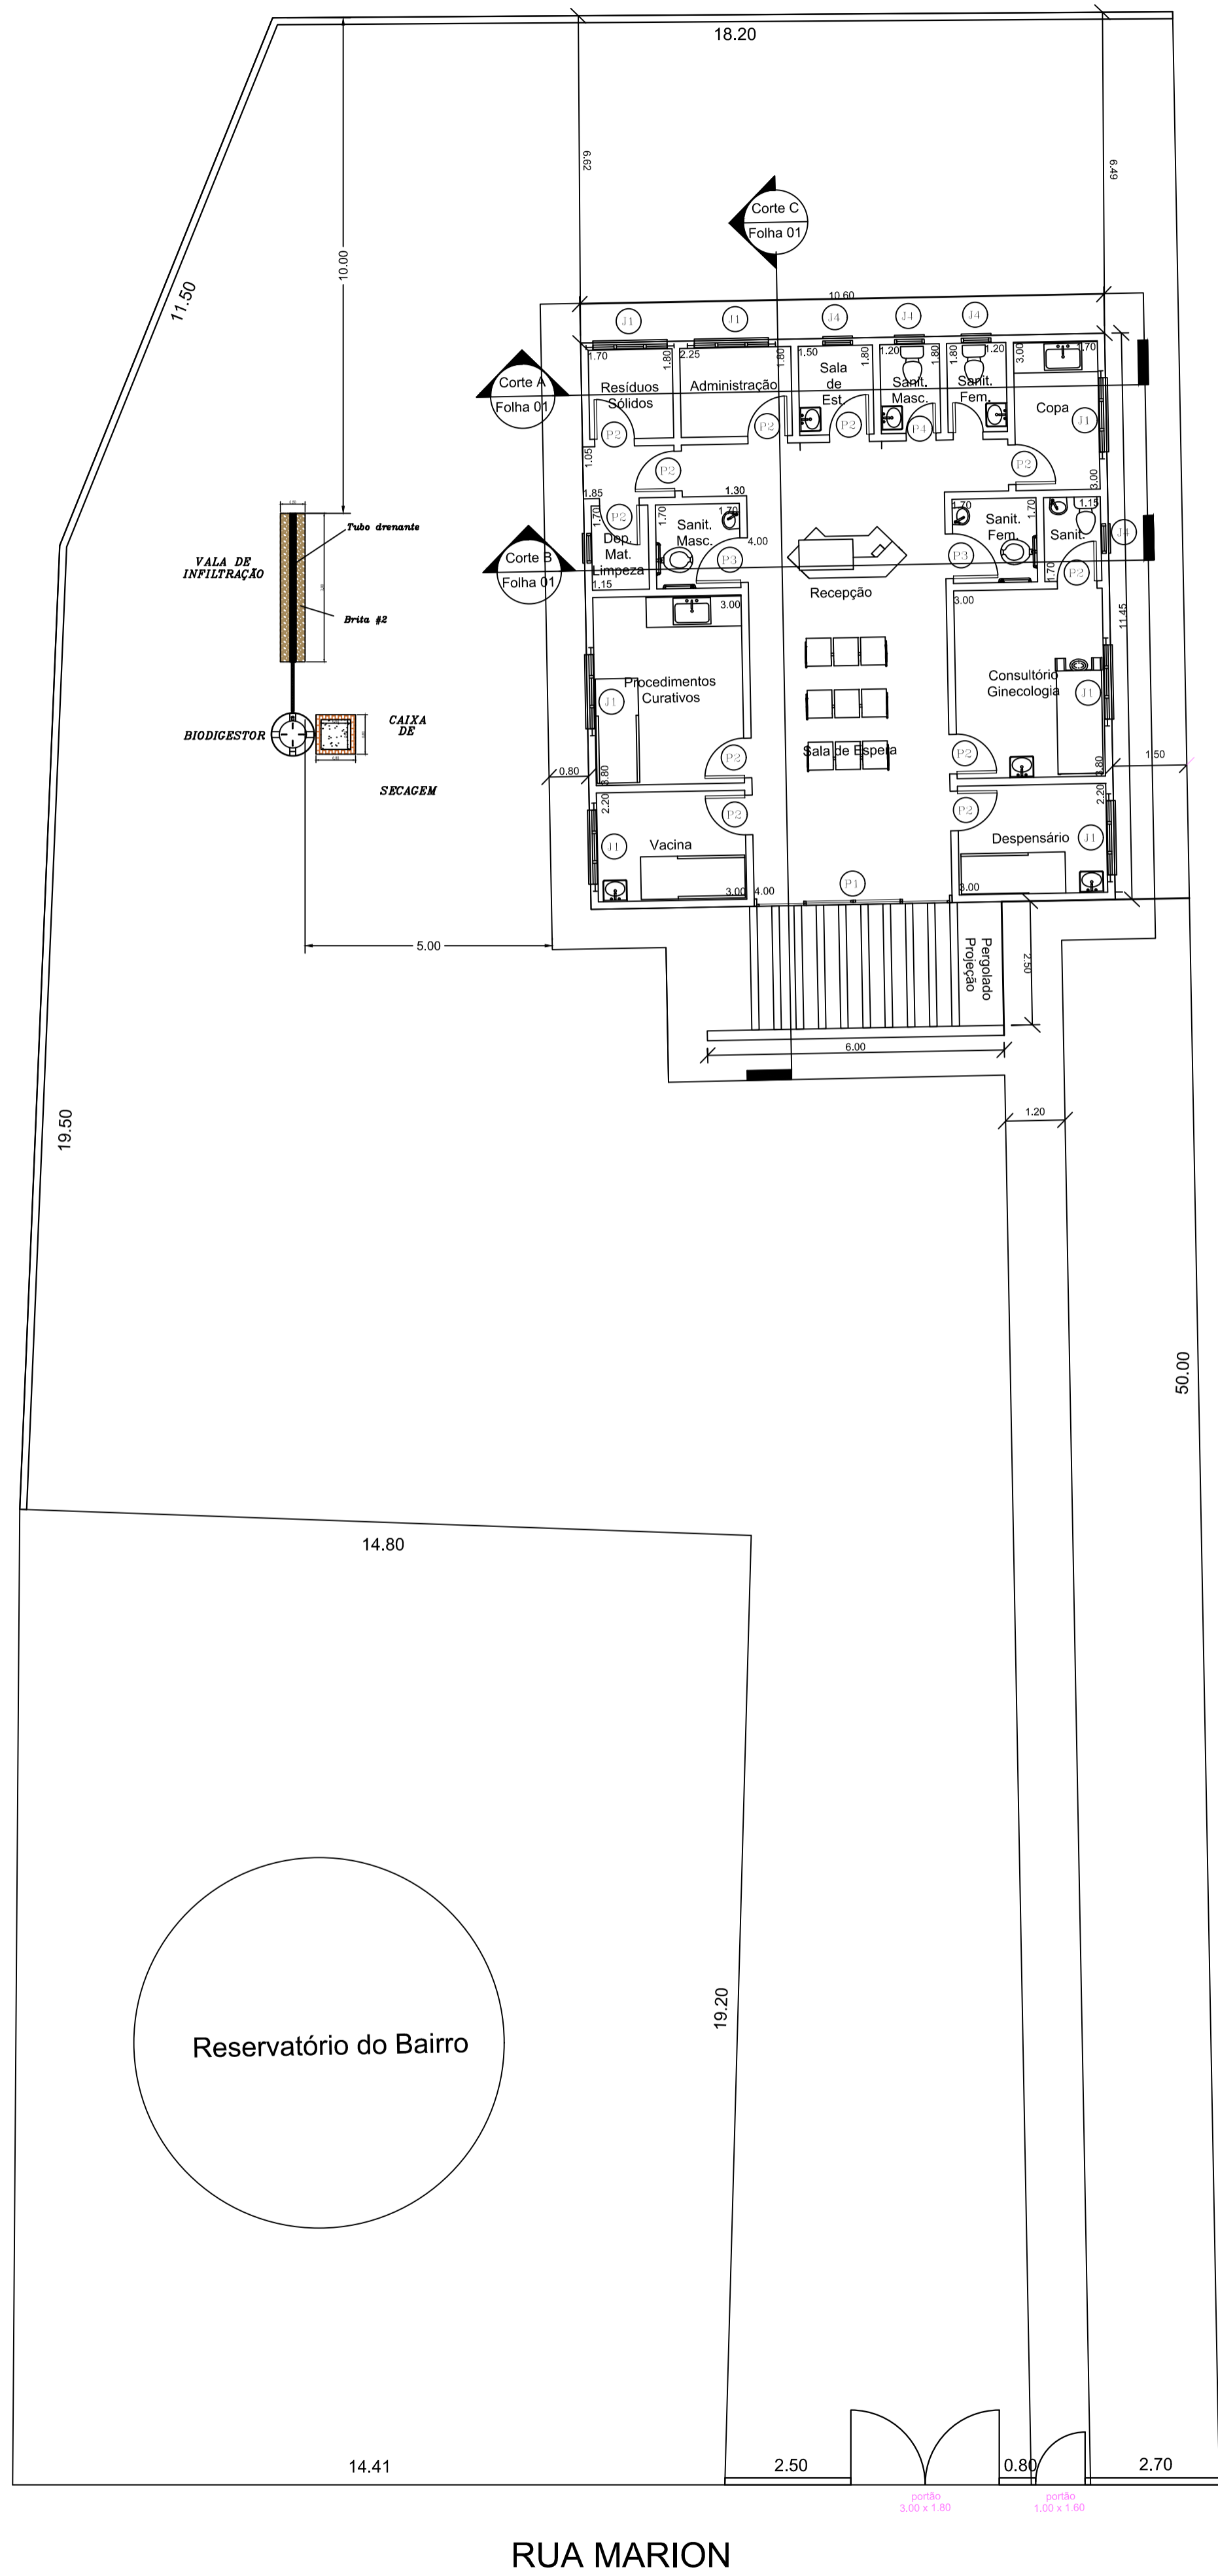 18.20
6.62
6.49
10.00
11.50
Corte C
Folha 01
10.60
J1
J1
J4
J4
J4
1.70
1.80
2.25
1.80
1.50
1.80
1.20
1.80
1.80
1.20
3.00
1.70
Corte A
Folha 01
Resíduos
Sólidos
Administração
Sala
de
Est.
Sanit.
Masc.
Sanit.
Fem.
Copa
J1
P2
P2
P2
P4
1.05
P2
P2
3.00
1.85
1.30
1.70
P2
1.70
Sanit.
Masc.
1.70
1.70
Sanit.
Fem.
1.70
1.15
Sanit.
J4
Dep.
Mat.
Limpeza
1.15
P3
4.00
P3
1.70
P2
Corte B
Folha 01
Recepção
Tubo drenante
VALA DE
INFILTRAÇÃO
Brita #2
3.00
3.00
11.45
Procedimentos
Curativos
J1
Consultório
Ginecologia
J1
BIODIGESTOR
CAIXA
DE
SECAGEM
Sala de Espera
P2
P2
0.80
3.80
3.80
1.50
2.20
P2
P2
2.20
J1
Vacina
Despensário
J1
3.00
4.00
P1
3.00
5.00
Pergolado
Projeção
2.50
6.00
1.20
19.50
50.00
14.80
Reservatório do Bairro
19.20
14.41
2.50
0.80
2.70
portão
3.00 x 1.80
portão
1.00 x 1.60
RUA MARION